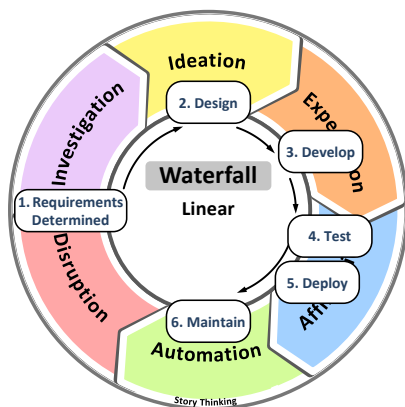 Ideation
2. Design
Investigation
3. Develop
Waterfall
1. Requirements
Determined
Linear
4. Test
Disruption
5. Deploy
6. Maintain
Automation
Story Thinking